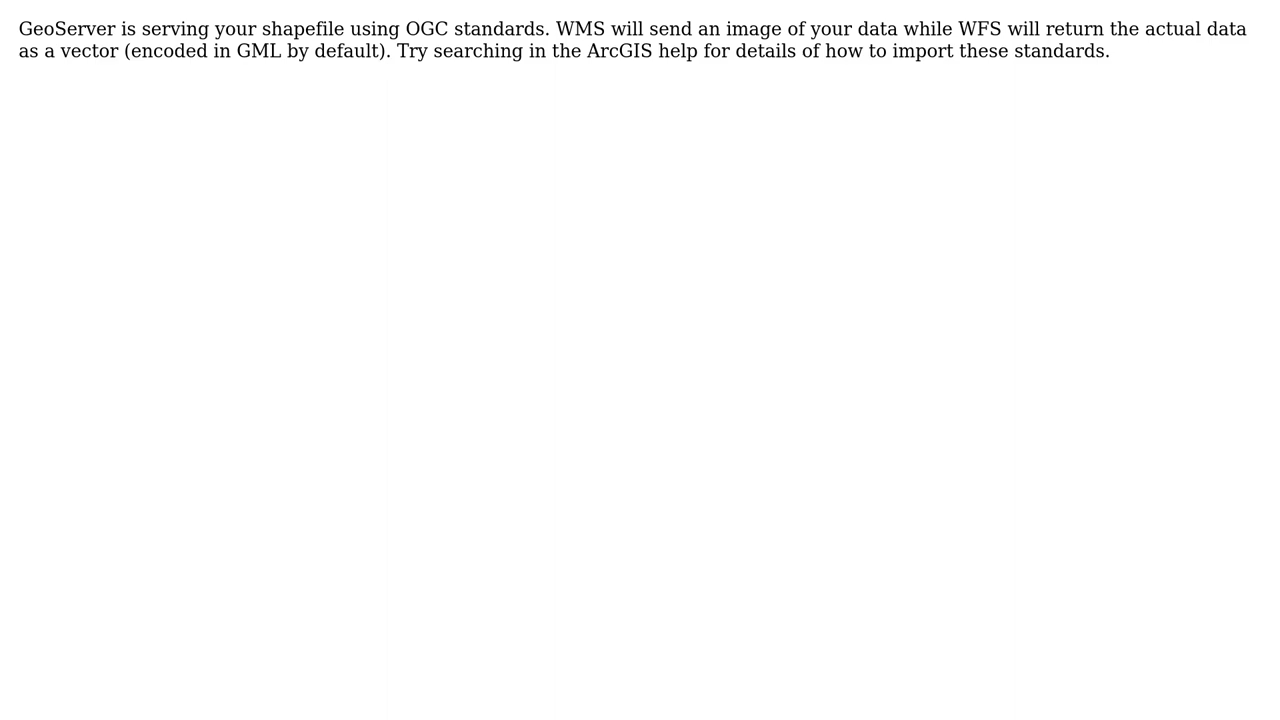 GeoServer is serving your shapefile using OGC standards. WMS will send an image of your data while WFS will return the actual data
as a vector (encoded in GML by default). Try searching in the ArcGIS help for details of how to import these standards.